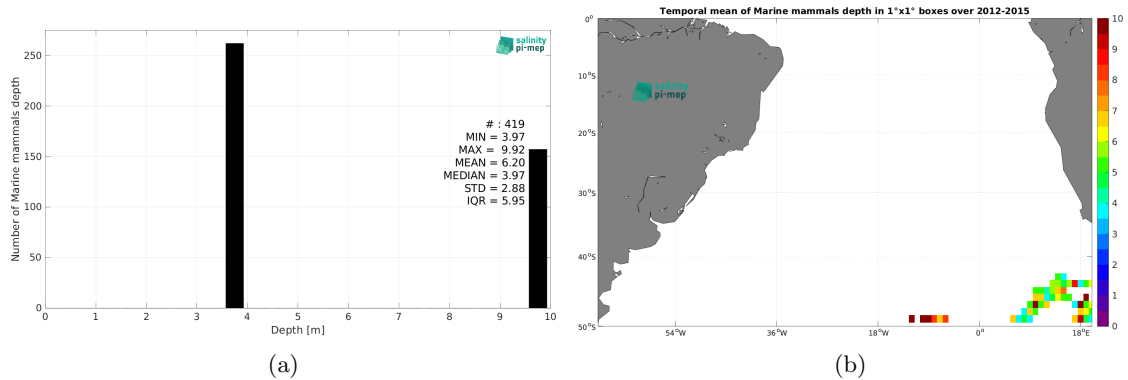 Number of Marine mammals depth
250
200
150
100
50
0
0 1 2 3 4 5 6 7 8 9 10
Depth [m]
salinity
pi-mep
# : 419
MIN = 3.97
MAX = 9.92
MEAN = 6.20
MEDIAN = 3.97
STD = 2.88
IQR = 5.95
(a)
Temporal mean of Marine mammals depth in 1°x1° boxes over 2012-2015
0°
10°S
20°S
30°S
40°S
50°S
54°W 36°W 18°W 0° 18°E
salinity
pi-mep
10
9
8
7
6
5
4
3
2
1
0
(b)